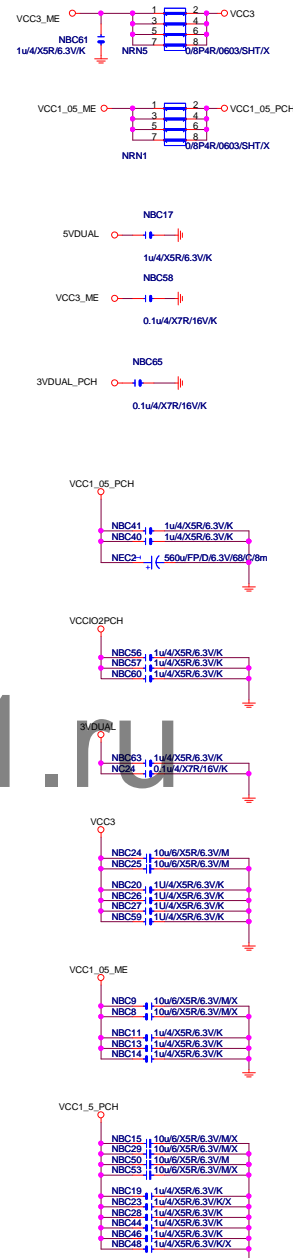 VCC3_ME
1 2
VCC3
NBC61
3 4
5 6
1u/4/X5R/6.3V/K
7 8
NRN5
0/8P4R/0603/SHT/X
VCC1_05_ME
1 2
VCC1_05_PCH
3 4
5 6
7 8
0/8P4R/0603/SHT/X
NRN1
NBC17
5VDUAL
1u/4/X5R/6.3V/K
NBC58
VCC3_ME
0.1u/4/X7R/16V/K
NBC65
3VDUAL_PCH
0.1u/4/X7R/16V/K
VCC1_05_PCH
NBC41 1u/4/X5R/6.3V/K
NBC40 1u/4/X5R/6.3V/K
NEC2 + 560u/FP/D/6.3V/68/C/8m
VCCIO2PCH
NBC56 1u/4/X5R/6.3V/K
NBC57 1u/4/X5R/6.3V/K
NBC60 1u/4/X5R/6.3V/K
1.ru
3VDUAL
NBC63 1u/4/X5R/6.3V/K
NC24 0.1u/4/X7R/16V/K
VCC3
NBC24 10u/6/X5R/6.3V/M
NBC25 10u/6/X5R/6.3V/M
NBC20 1U/4/X5R/6.3V/K
NBC26 1U/4/X5R/6.3V/K
NBC27 1U/4/X5R/6.3V/K
NBC59 1U/4/X5R/6.3V/K
VCC1_05_ME
NBC9 10u/6/X5R/6.3V/M/X
NBC8 10u/6/X5R/6.3V/M/X
NBC11 1u/4/X5R/6.3V/K
NBC13 1u/4/X5R/6.3V/K
NBC14 1u/4/X5R/6.3V/K
VCC1_5_PCH
NBC15 10u/6/X5R/6.3V/M/X
NBC29 10u/6/X5R/6.3V/M/X
NBC50 10u/6/X5R/6.3V/M
NBC53 10u/6/X5R/6.3V/M/X
NBC19 1u/4/X5R/6.3V/K
NBC23 1u/4/X5R/6.3V/K/X
NBC28 1u/4/X5R/6.3V/K
NBC44 1u/4/X5R/6.3V/K
NBC46 1u/4/X5R/6.3V/K
NBC48 1u/4/X5R/6.3V/K/X